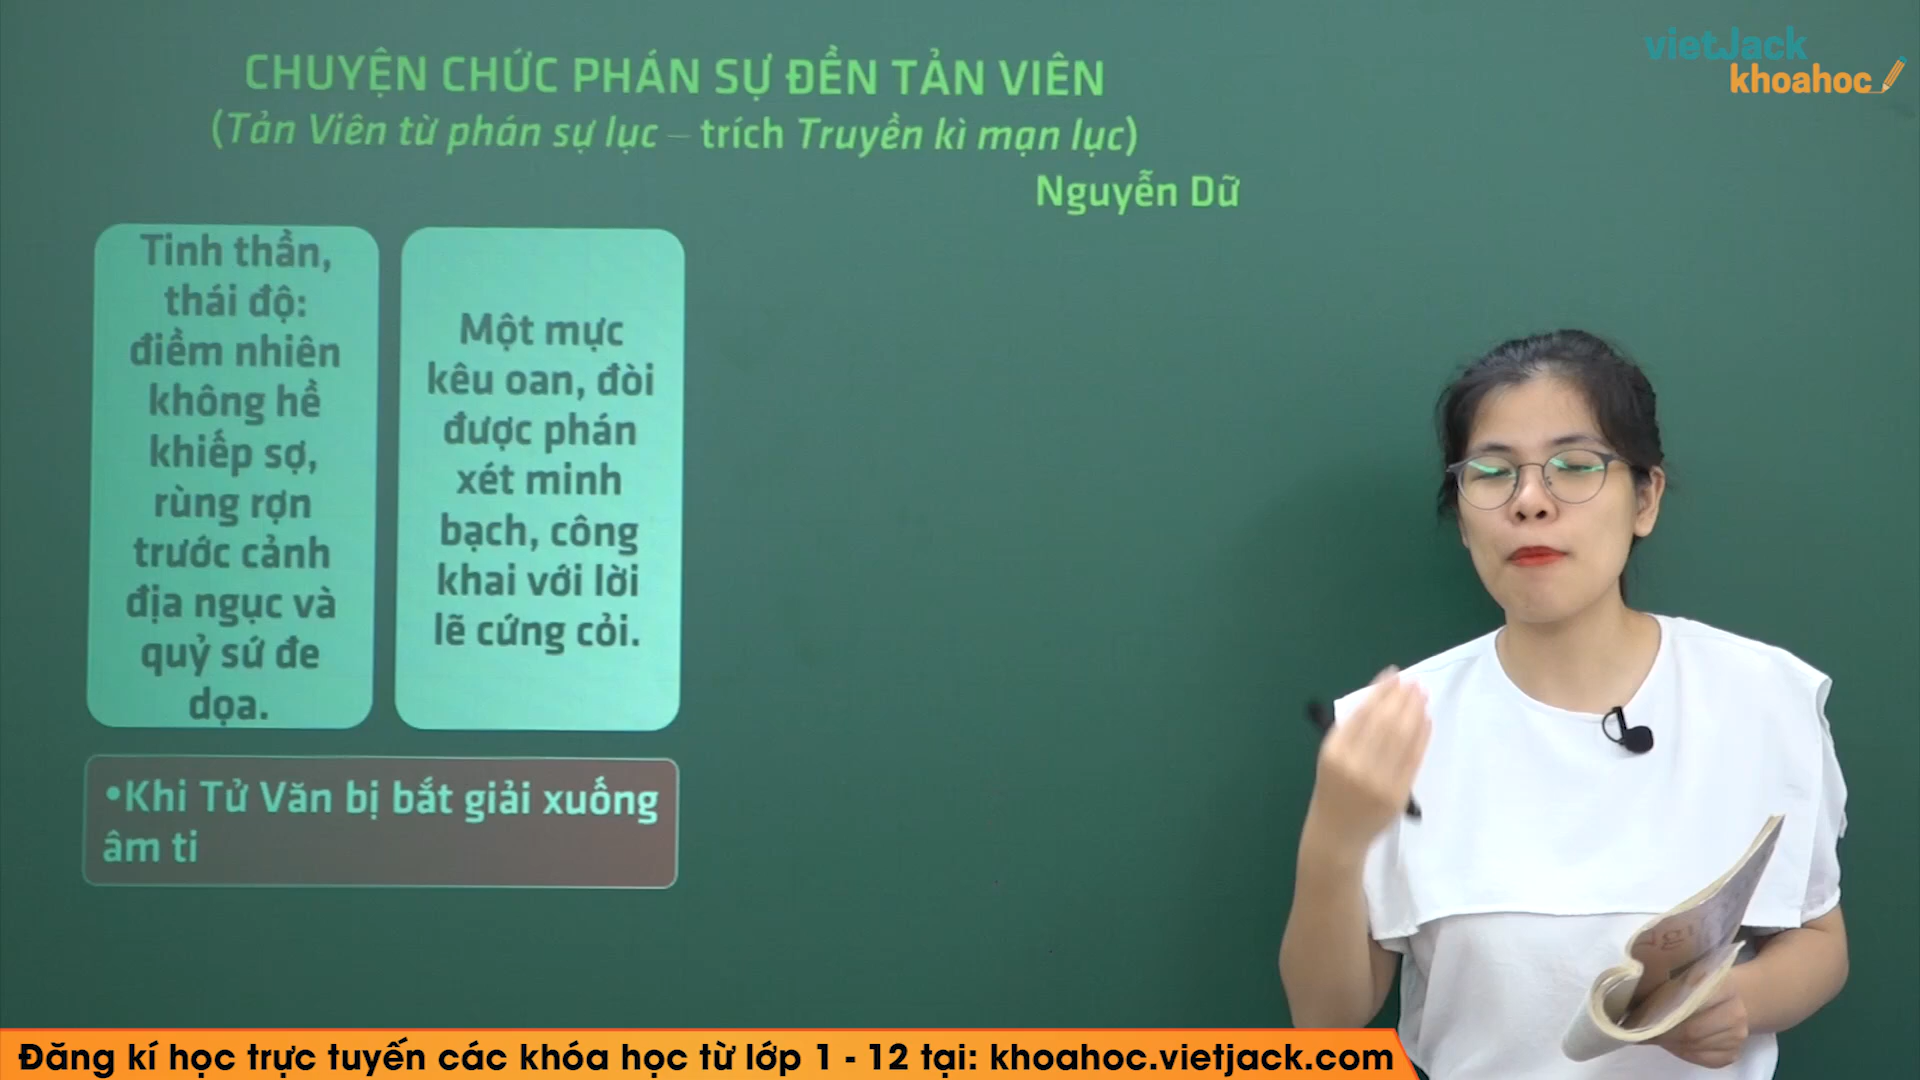 vietJack
khoahoc
CHUYỆN CHỨC PHÁN SỰ ĐỀN TẢN VIÊN
(Tản Viên từ phán sự lục – trích Truyền kì mạn lục)
Nguyễn Dữ
Tinh thần,
thái độ:
điềm nhiên
không hề
khiếp sợ,
rùng rợn
trước cảnh
địa ngục và
quỷ sứ đe
dọa.
Một mực
kêu oan, đòi
được phán
xét minh
bạch, công
khai với lời
lẽ cứng cỏi.
•Khi Tử Văn bị bắt giải xuống
âm ti
Đăng kí học trực tuyến các khóa học từ lớp 1 - 12 tại: khoahoc.vietjack.com